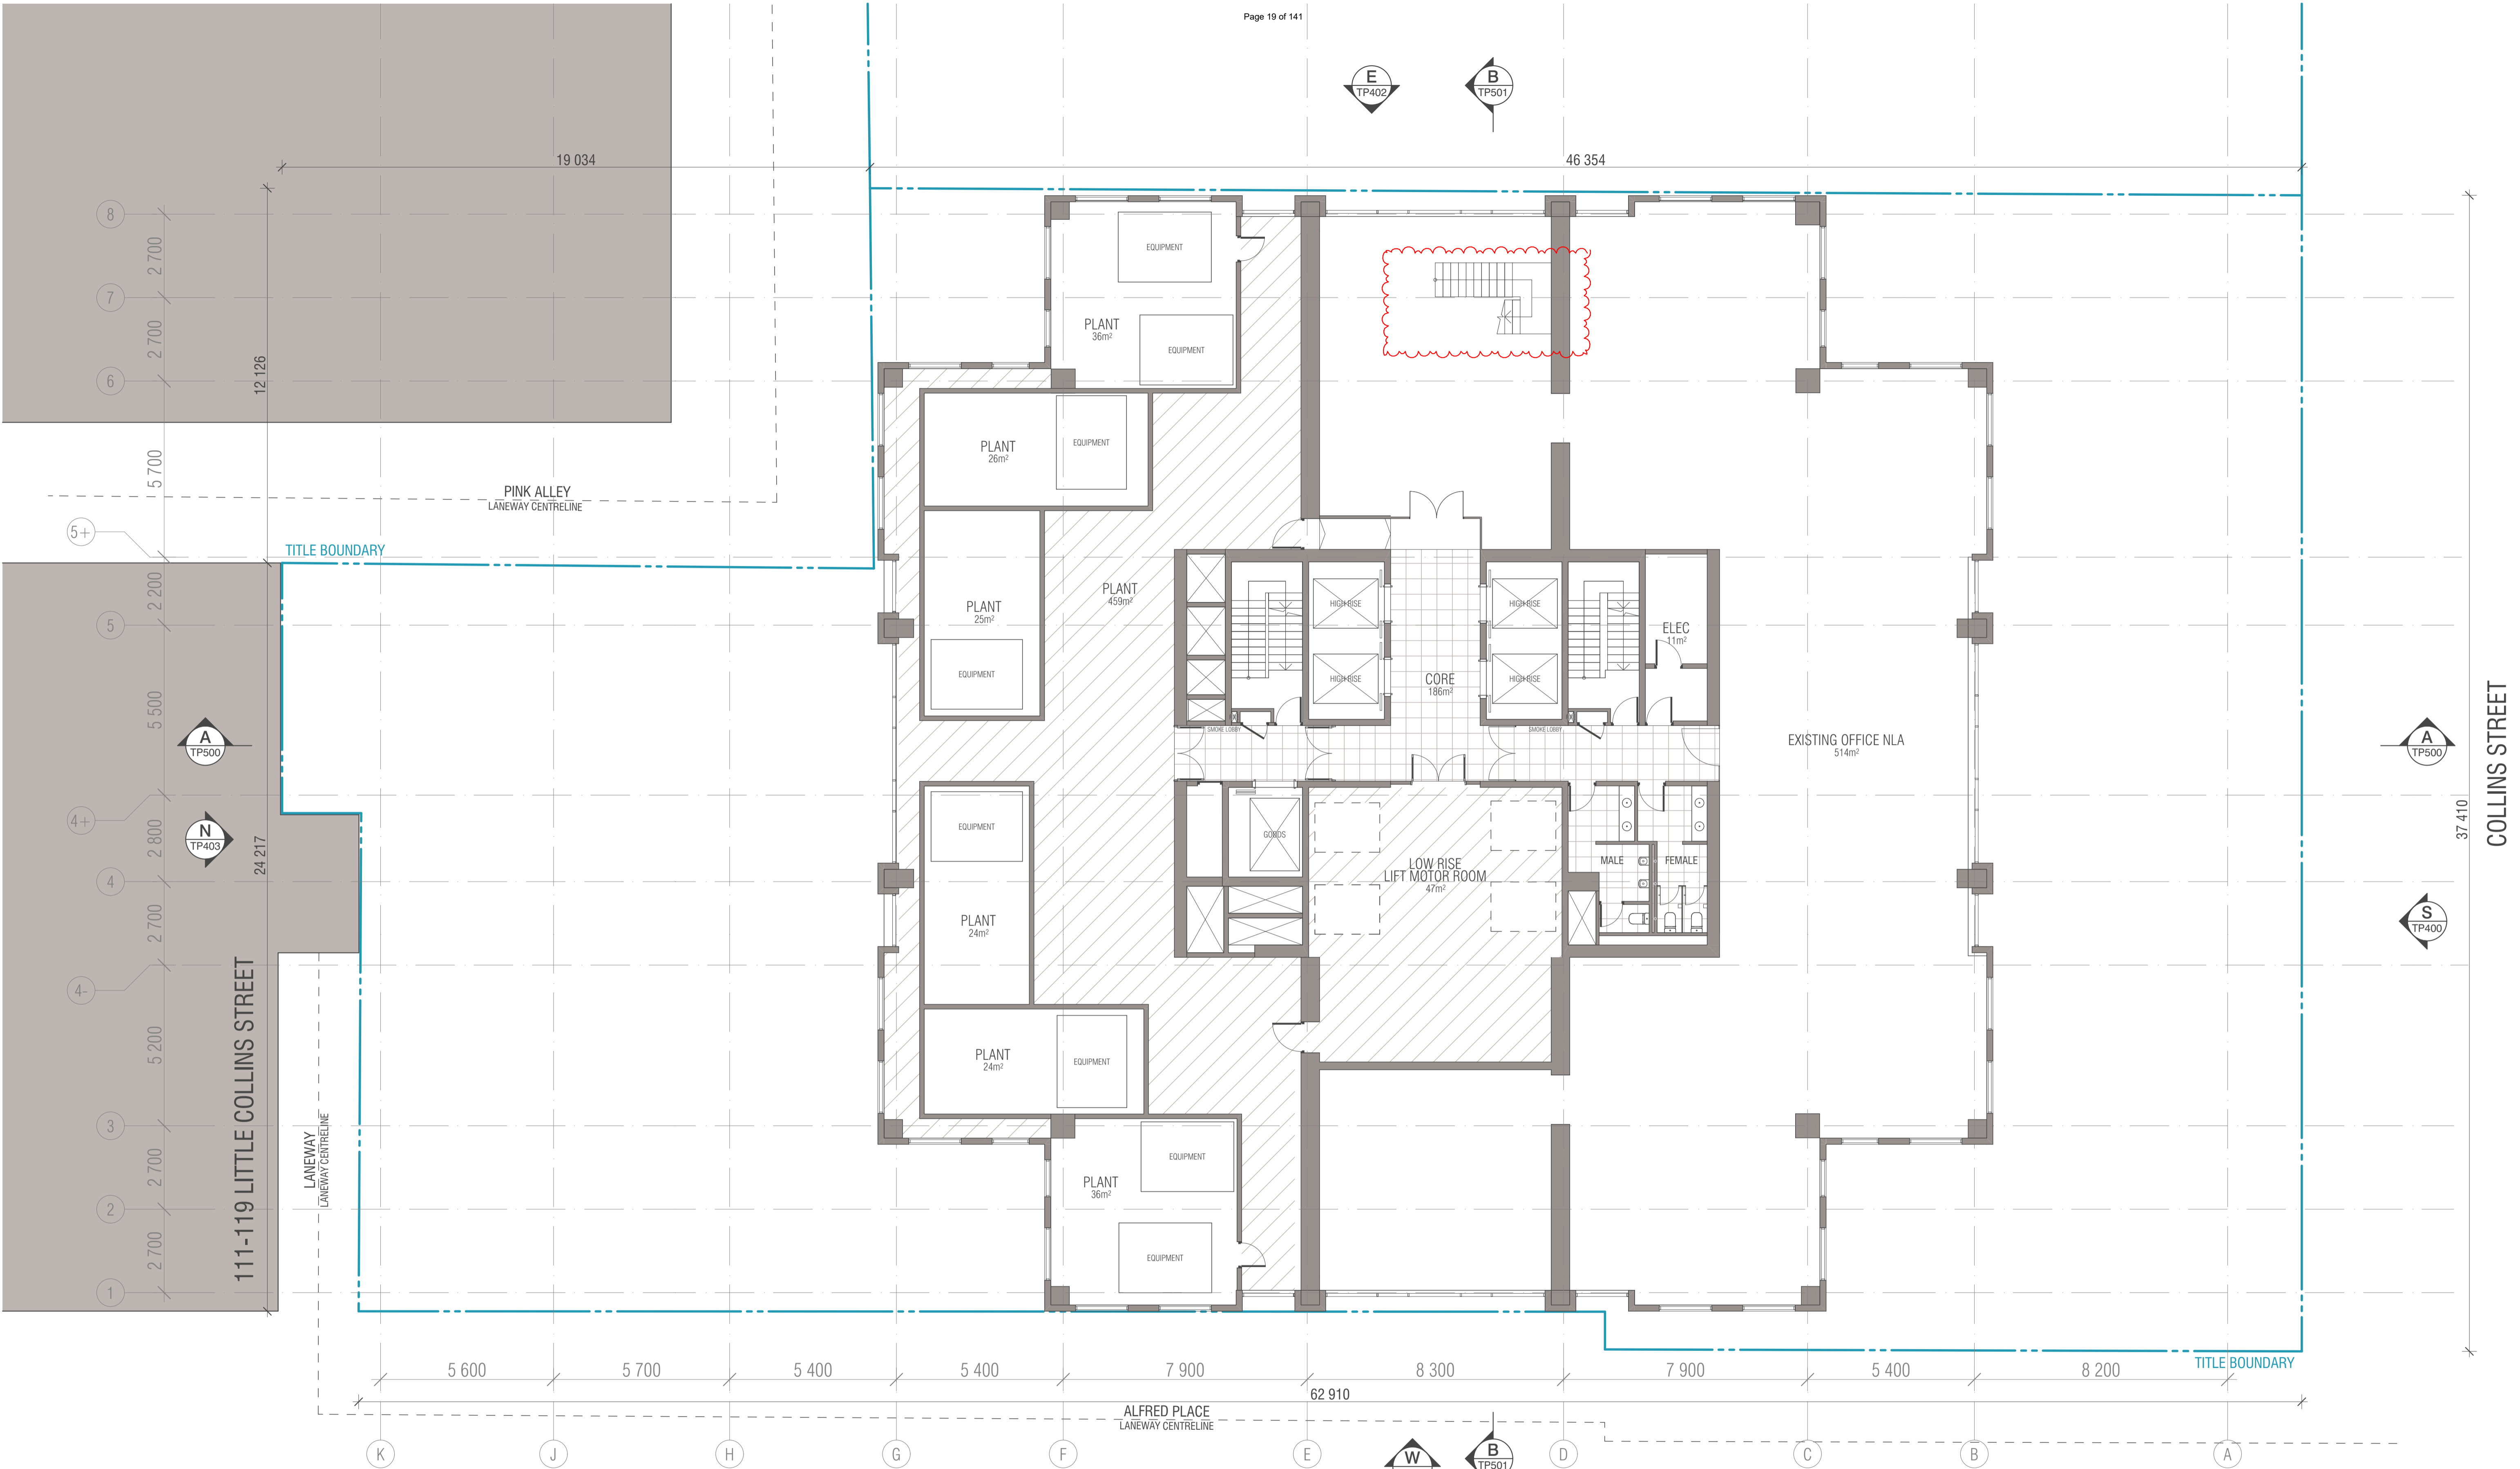 Page 19 of 141
E
TP402
B
TP501
19 034
46 354
8
2 700
7
2 700
6
12 126
5 700
5+
2 200
5
5 500
4+
2 800
4
2 700
4-
5 200
3
2 700
2
2 700
1
24 217
PINK ALLEY
LANEWAY CENTRELINE
TITLE BOUNDARY
A
TP500
N
TP403
111-119 LITTLE COLLINS STREET
LANEWAY
LANEWAY CENTRELINE
EQUIPMENT
PLANT
36m²
EQUIPMENT
PLANT
26m²
EQUIPMENT
PLANT
25m²
EQUIPMENT
PLANT
459m²
HIGH RISE
HIGH RISE
HIGH RISE
HIGH RISE
CORE
186m²
ELEC
11m²
SMOKE LOBBY
SMOKE LOBBY
EXISTING OFFICE NLA
514m²
EQUIPMENT
PLANT
24m²
GOODS
LOW RISE
LIFT MOTOR ROOM
47m²
MALE
FEMALE
PLANT
24m²
EQUIPMENT
PLANT
36m²
EQUIPMENT
EQUIPMENT
A
TP500
S
TP400
37 410
COLLINS STREET
TITLE BOUNDARY
5 600
5 700
5 400
5 400
7 900
8 300
7 900
5 400
8 200
62 910
ALFRED PLACE
LANEWAY CENTRELINE
K
J
H
G
F
E
W
B
TP501
D
C
B
A